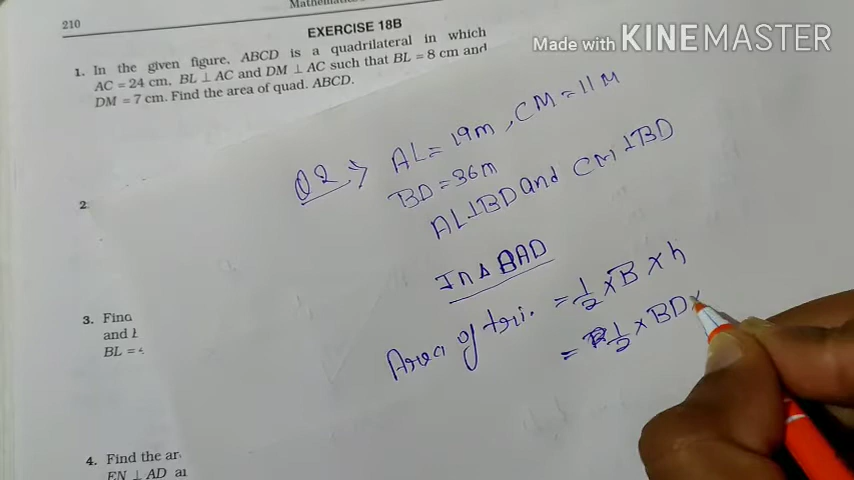 210
Mathematic
EXERCISE 18B
Made with KINEMASTER
1. In the given figure, ABCD is a quadrilateral in which
AC = 24 cm, BL ⊥ AC and DM ⊥ AC such that BL = 8 cm and
DM = 7 cm. Find the area of quad. ABCD.
Q2 → AL = 19m, CM = 11 M
BD = 36m
AL⊥BD and CM⊥BD
2.
In Δ BAD
Area of tri. = 1/2 × B × h
= 1/2 × BD ×
3. Find
and
BL =
4. Find the ar
EN ⊥ AD a